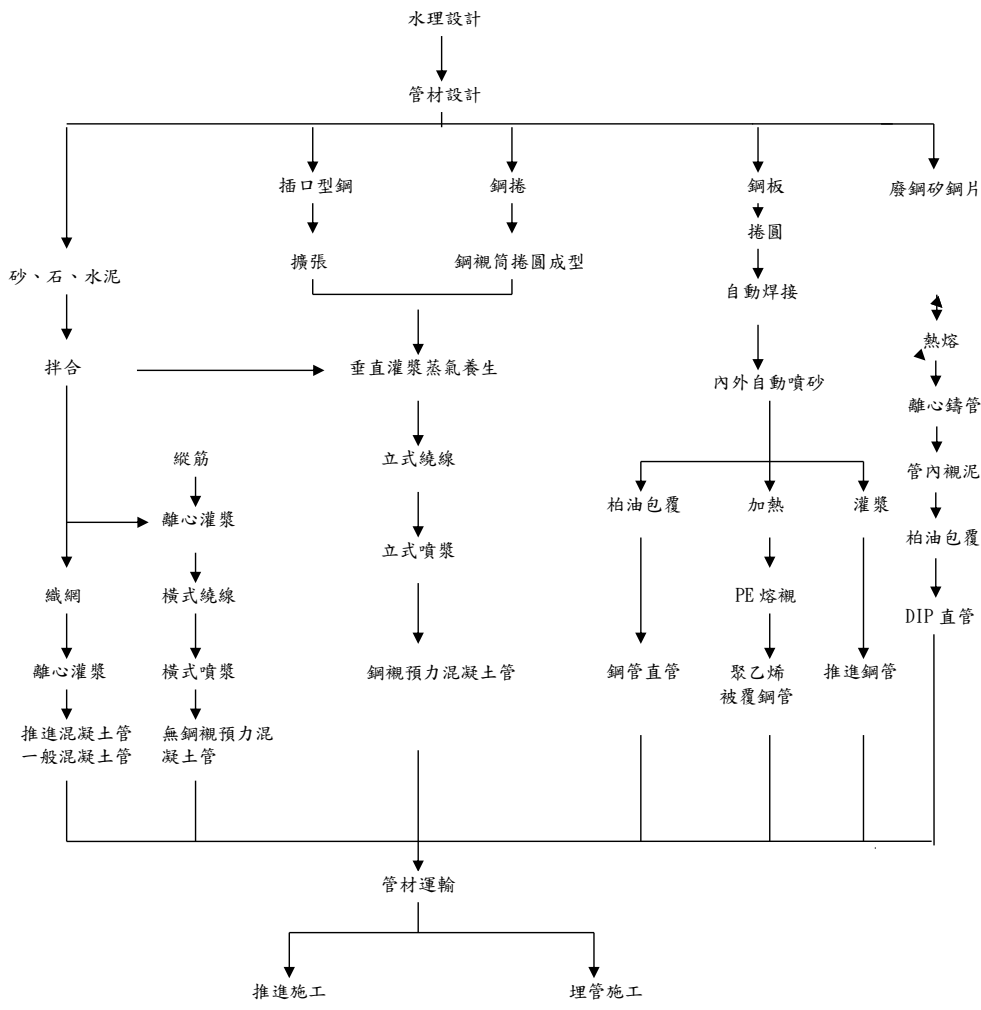 水理設計
管材設計
插口型鋼
鋼捲
鋼板
廢鋼矽鋼片
捲圓
砂、石、水泥
擴張
鋼襯筒捲圓成型
自動焊接
熱熔
拌合
垂直灌漿蒸氣養生
內外自動噴砂
離心鑄管
縱筋
立式繞線
管內襯泥
柏油包覆
加熱
灌漿
離心灌漿
柏油包覆
立式噴漿
織網
橫式繞線
PE 熔襯
DIP 直管
離心灌漿
橫式噴漿
鋼襯預力混凝土管
鋼管直管
聚乙烯
被覆鋼管
推進鋼管
推進混凝土管
一般混凝土管
無鋼襯預力混
凝土管
管材運輸
推進施工
埋管施工